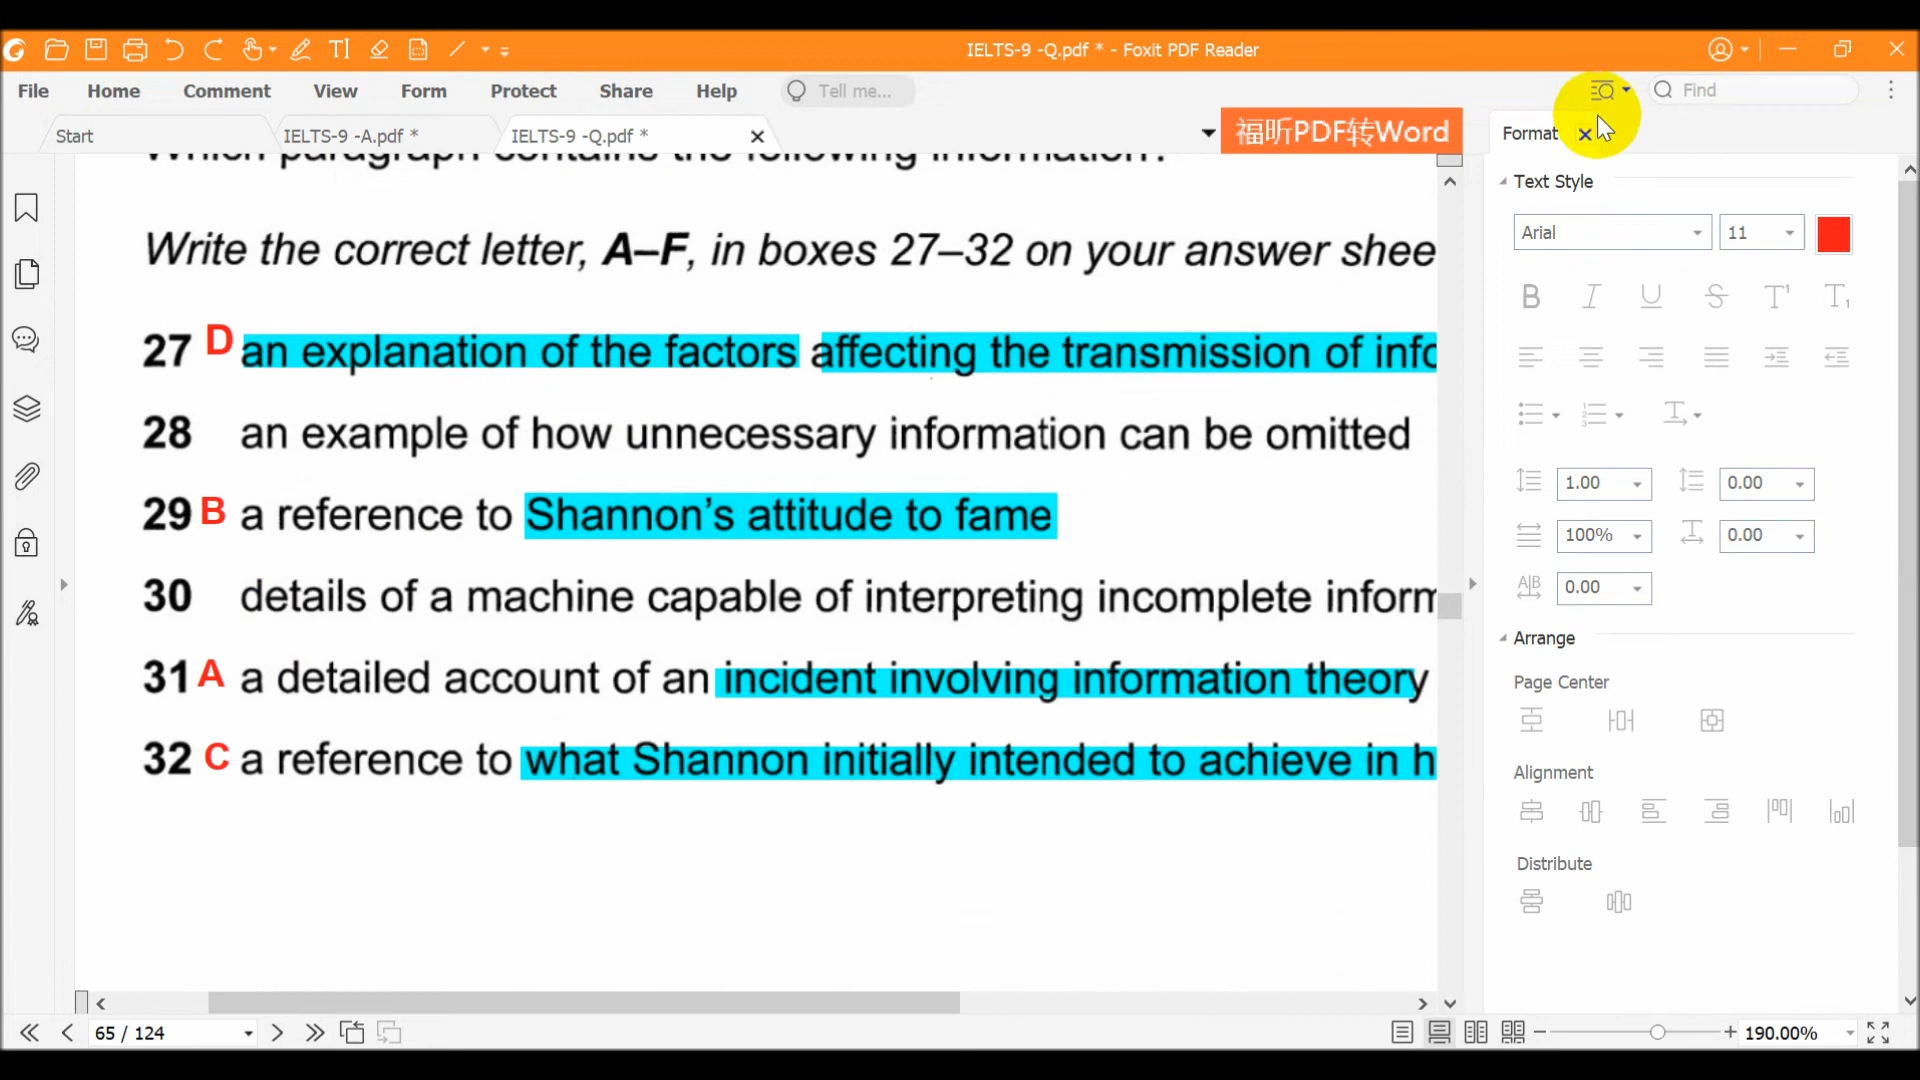 IELTS-9 -Q.pdf * - Foxit PDF Reader
File Home Comment View Form Protect Share Help Tell me... Find
Start IELTS-9 -A.pdf * IELTS-9 -Q.pdf * 福昕PDF转Word Format
Which paragraph contains the following information?
Write the correct letter, A–F, in boxes 27–32 on your answer shee
27 D an explanation of the factors affecting the transmission of info
28 an example of how unnecessary information can be omitted
29 B a reference to Shannon's attitude to fame
30 details of a machine capable of interpreting incomplete inform
31 A a detailed account of an incident involving information theory
32 C a reference to what Shannon initially intended to achieve in h
Text Style
Arial 11
1.00 0.00
100% 0.00
0.00
Arrange
Page Center
Alignment
Distribute
65 / 124 190.00%